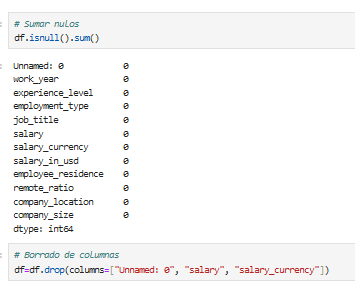 # Sumar nulos
df.isnull().sum()
Unnamed: 0 0
work_year 0
experience_level 0
employment_type 0
job_title 0
salary 0
salary_currency 0
salary_in_usd 0
employee_residence 0
remote_ratio 0
company_location 0
company_size 0
dtype: int64
# Borrado de columnas
df=df.drop(columns=["Unnamed: 0", "salary", "salary_currency"])